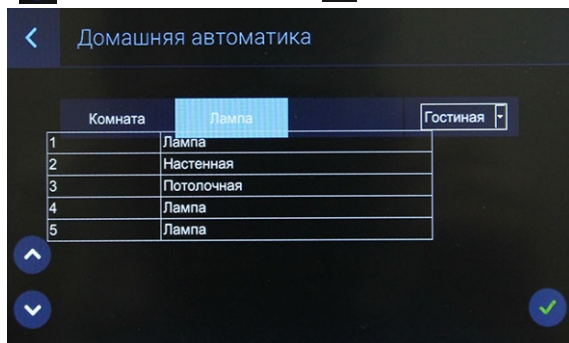 Домашняя автоматика
Комната Лампа Гостиная
1 Лампа
2 Настенная
3 Потолочная
4 Лампа
5 Лампа